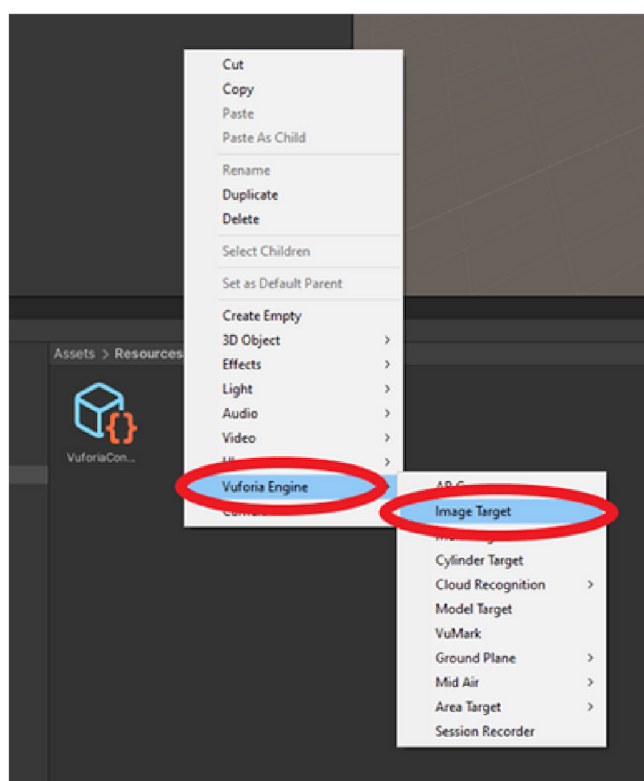 Cut
Copy
Paste
Paste As Child
Rename
Duplicate
Delete
Select Children
Set as Default Parent
Create Empty
3D Object
Effects
Light
Audio
Video
Vuforia Engine
Assets > Resources
VuforiaCon...
Image Target
Cylinder Target
Cloud Recognition
Model Target
VuMark
Ground Plane
Mid Air
Area Target
Session Recorder